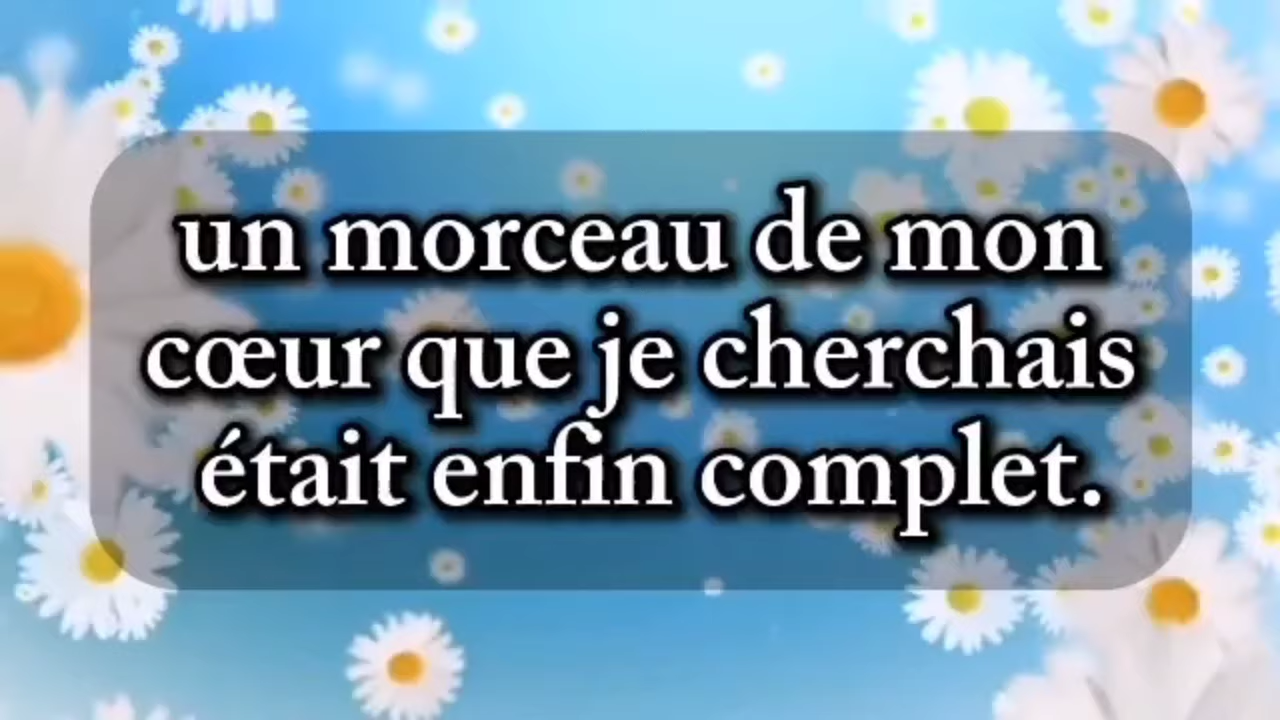 un morceau de mon
cœur que je cherchais
était enfin complet.